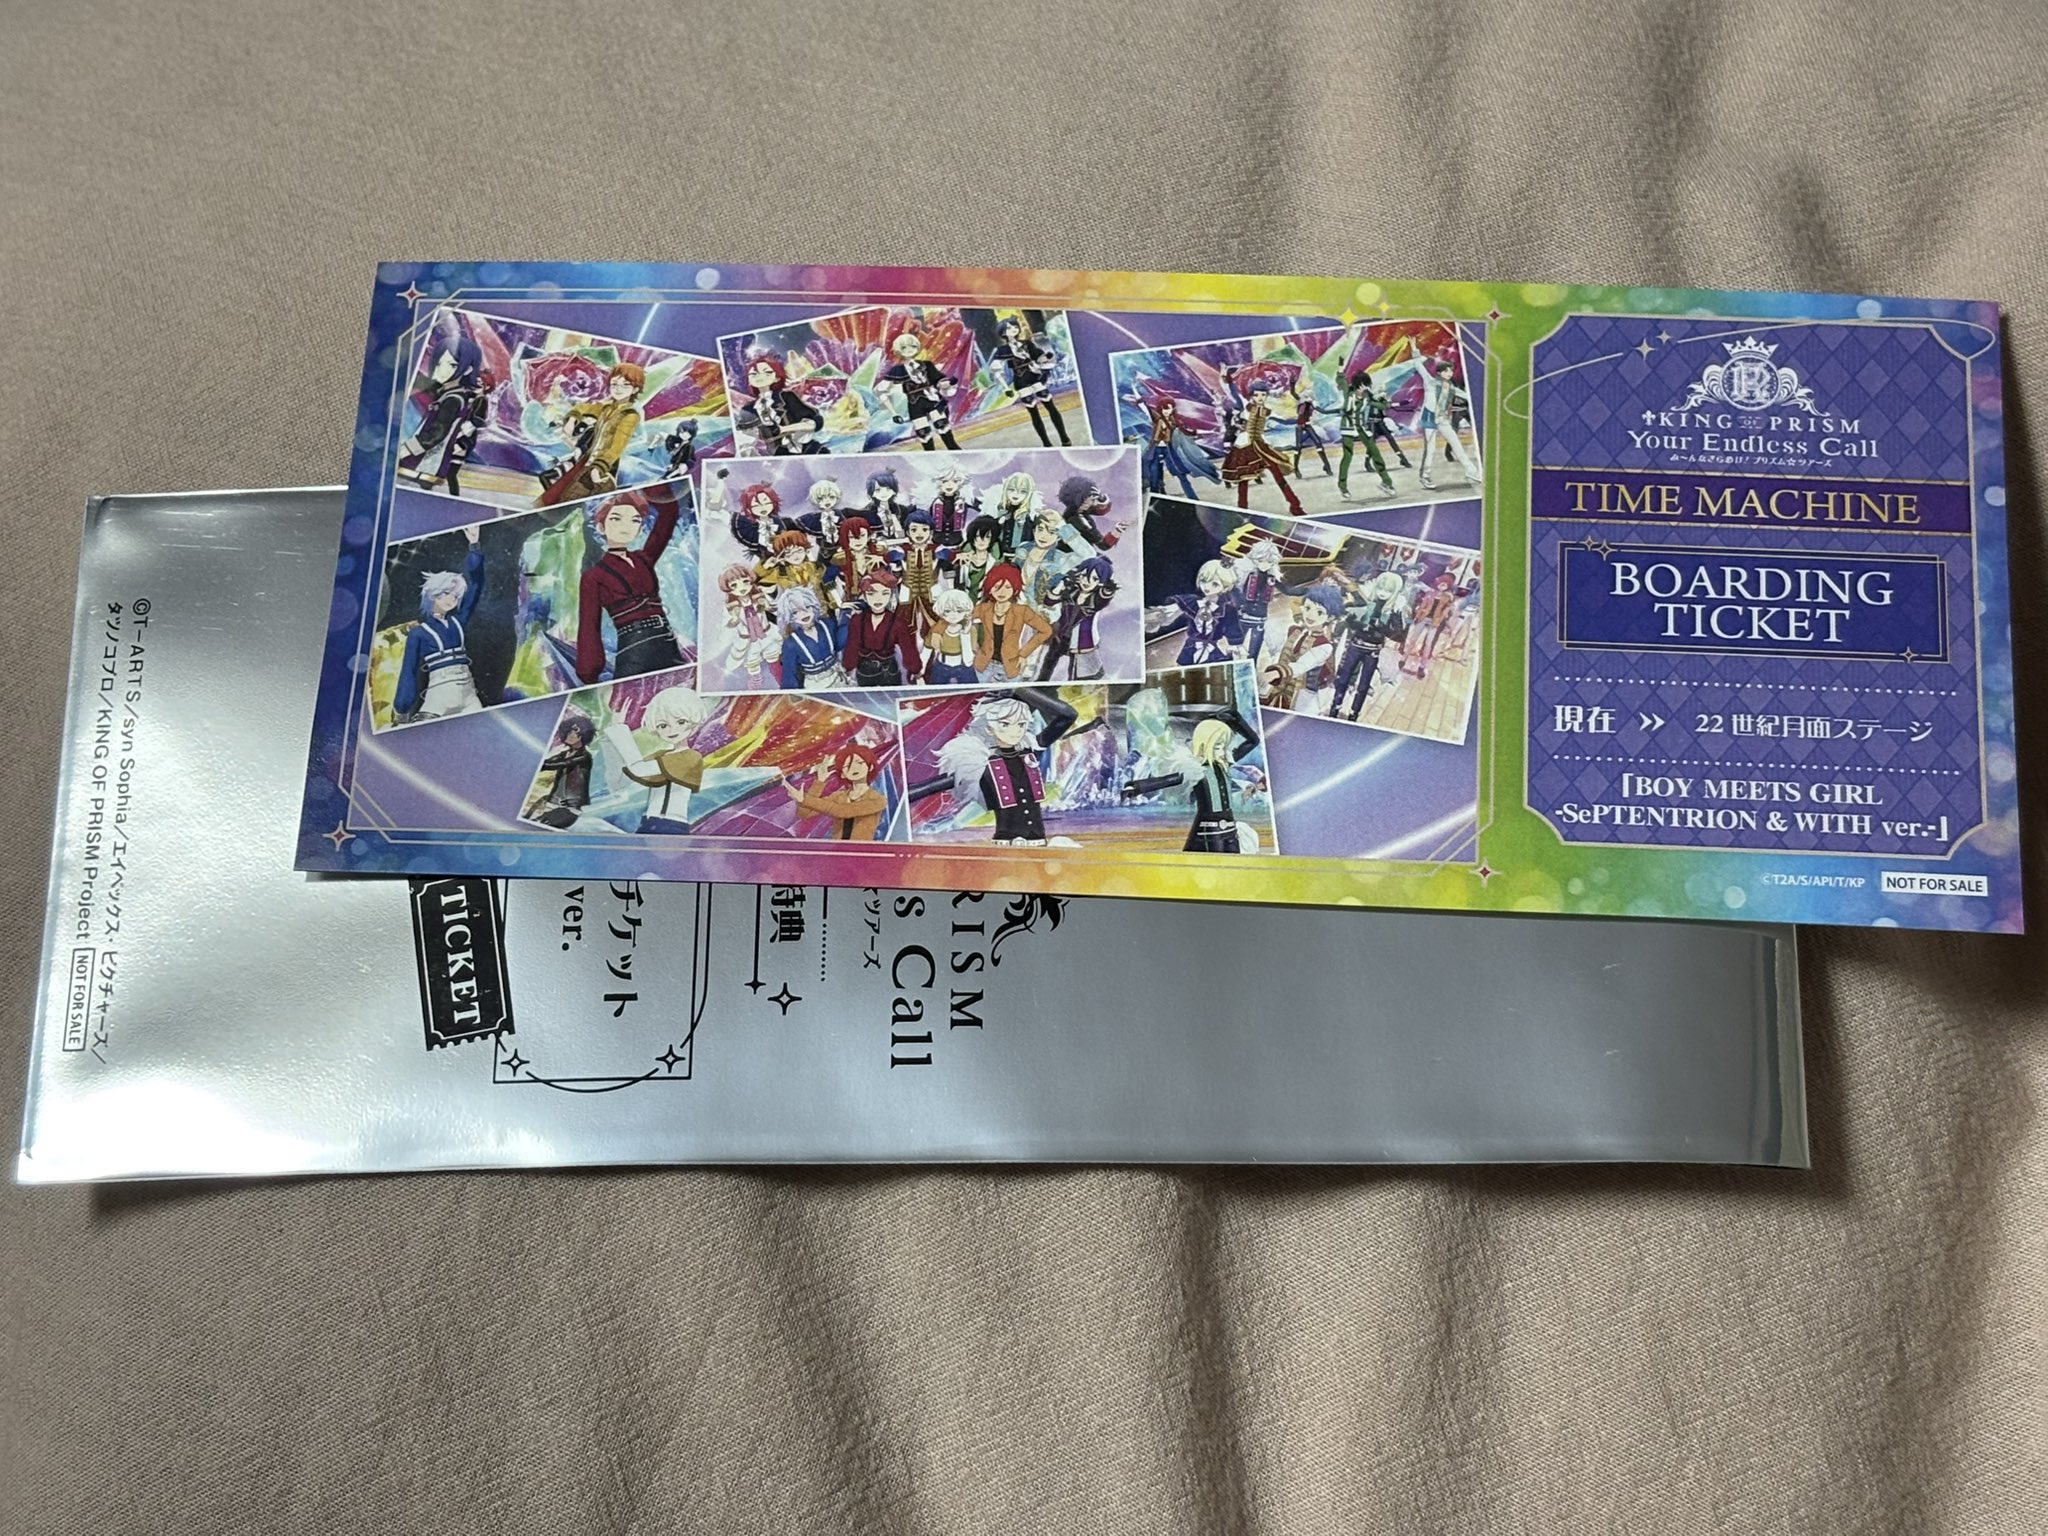 KING OF PRISM
Your Endless Call
み〜んなきらめけ！プリズム☆ツアーズ
TIME MACHINE
BOARDING
TICKET
現在 >> 22世紀月面ステージ
「BOY MEETS GIRL
-SePTENTRION & WITH ver.-」
©T2A/S/API/T/KP
NOT FOR SALE
RISM
s Call
☆ツアーズ
特典
チケット
ver.
TICKET
©T-ARTS/syn Sophia/エイベックス・ピクチャーズ/
タツノコプロ/KING OF PRISM Project NOT FOR SALE